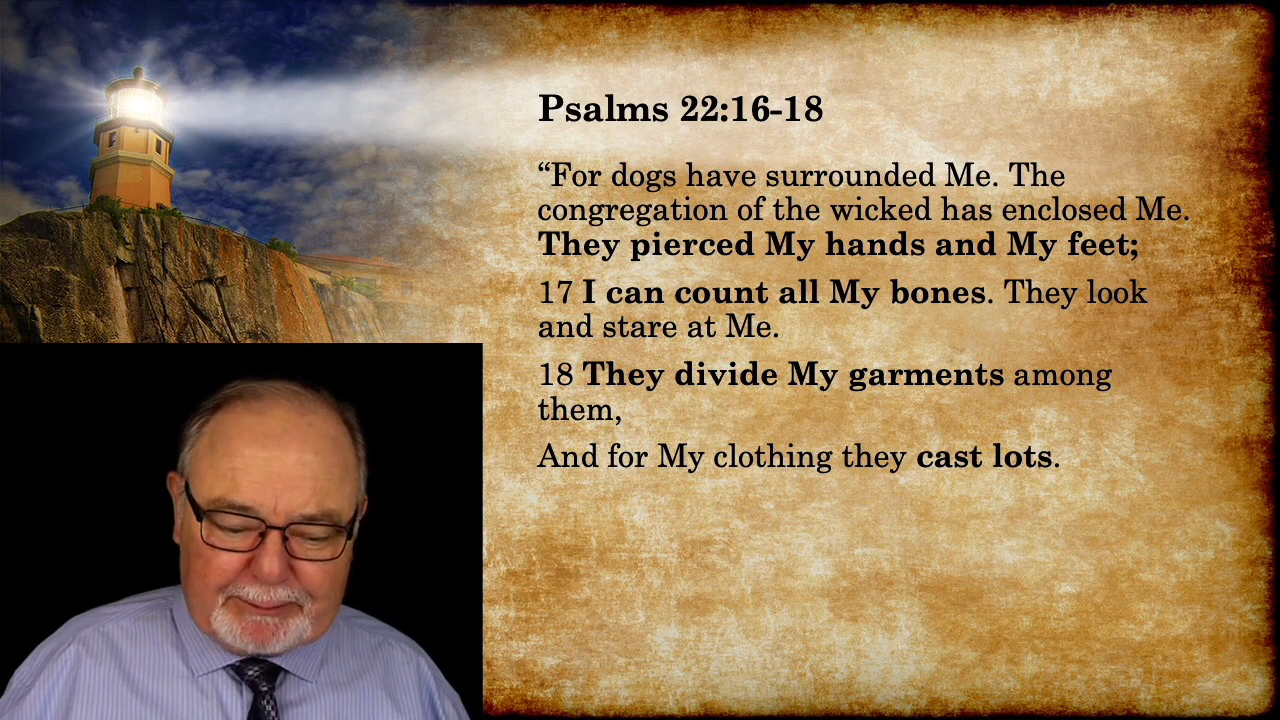 Psalms 22:16-18
“For dogs have surrounded Me. The
congregation of the wicked has enclosed Me.
They pierced My hands and My feet;
17 I can count all My bones. They look
and stare at Me.
18 They divide My garments among
them,
And for My clothing they cast lots.